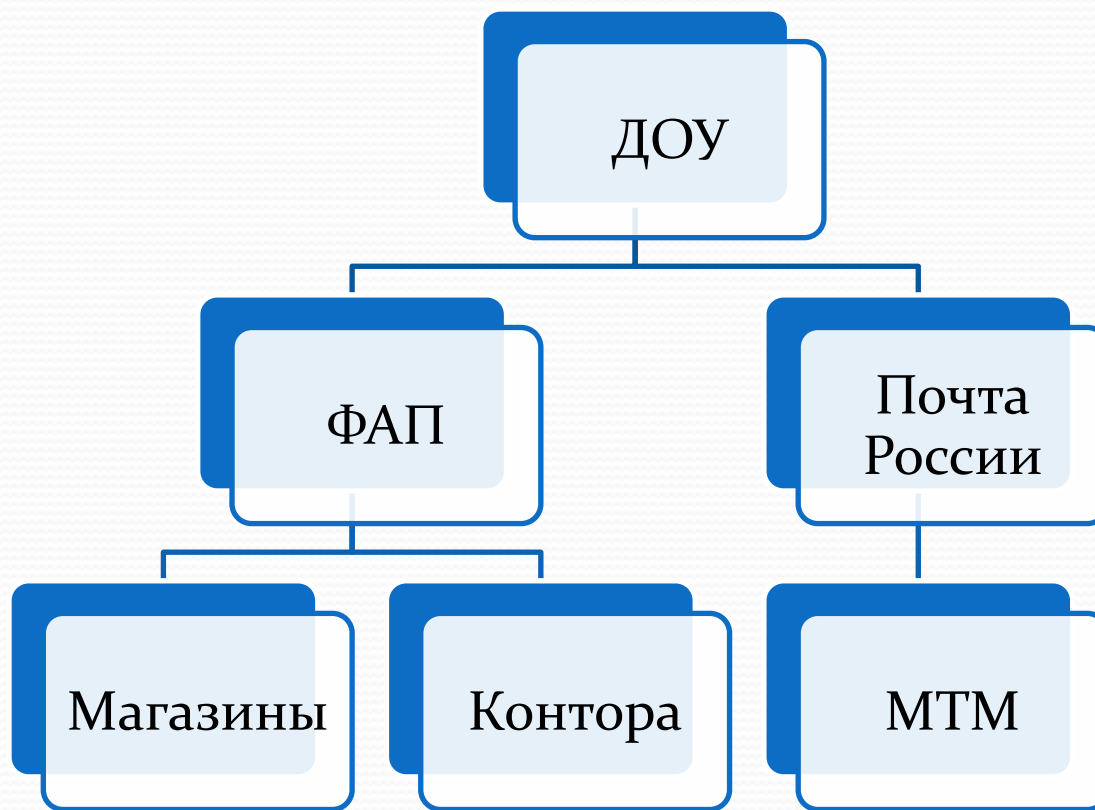 ДОУ
ФАП
Почта
России
Магазины
Контора
МТМ